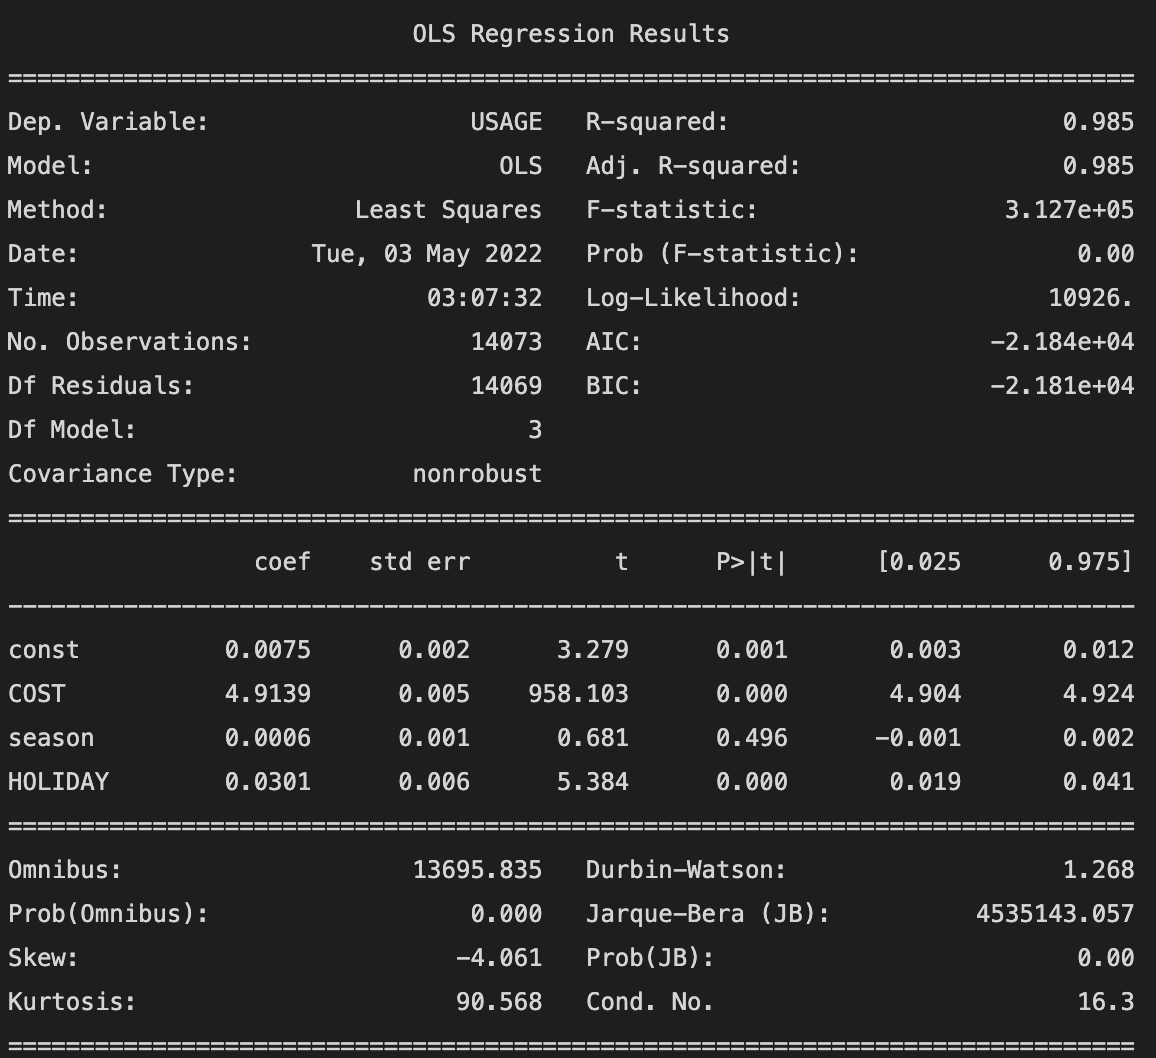 OLS Regression Results
==============================================================================
Dep. Variable:                  USAGE   R-squared:                       0.985
Model:                            OLS   Adj. R-squared:                  0.985
Method:                 Least Squares   F-statistic:                 3.127e+05
Date:                Tue, 03 May 2022   Prob (F-statistic):               0.00
Time:                        03:07:32   Log-Likelihood:                 10926.
No. Observations:               14073   AIC:                        -2.184e+04
Df Residuals:                   14069   BIC:                        -2.181e+04
Df Model:                           3
Covariance Type:            nonrobust
==============================================================================
                 coef    std err          t      P>|t|      [0.025      0.975]
------------------------------------------------------------------------------
const          0.0075      0.002      3.279      0.001       0.003       0.012
COST           4.9139      0.005    958.103      0.000       4.904       4.924
season         0.0006      0.001      0.681      0.496      -0.001       0.002
HOLIDAY        0.0301      0.006      5.384      0.000       0.019       0.041
==============================================================================
Omnibus:                    13695.835   Durbin-Watson:                   1.268
Prob(Omnibus):                  0.000   Jarque-Bera (JB):          4535143.057
Skew:                          -4.061   Prob(JB):                         0.00
Kurtosis:                      90.568   Cond. No.                         16.3
==============================================================================